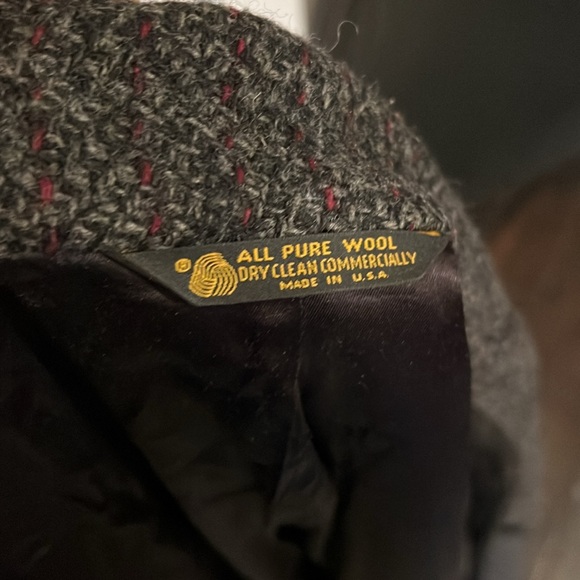 ®
ALL PURE WOOL
DRY CLEAN COMMERCIALLY
MADE IN U.S.A.